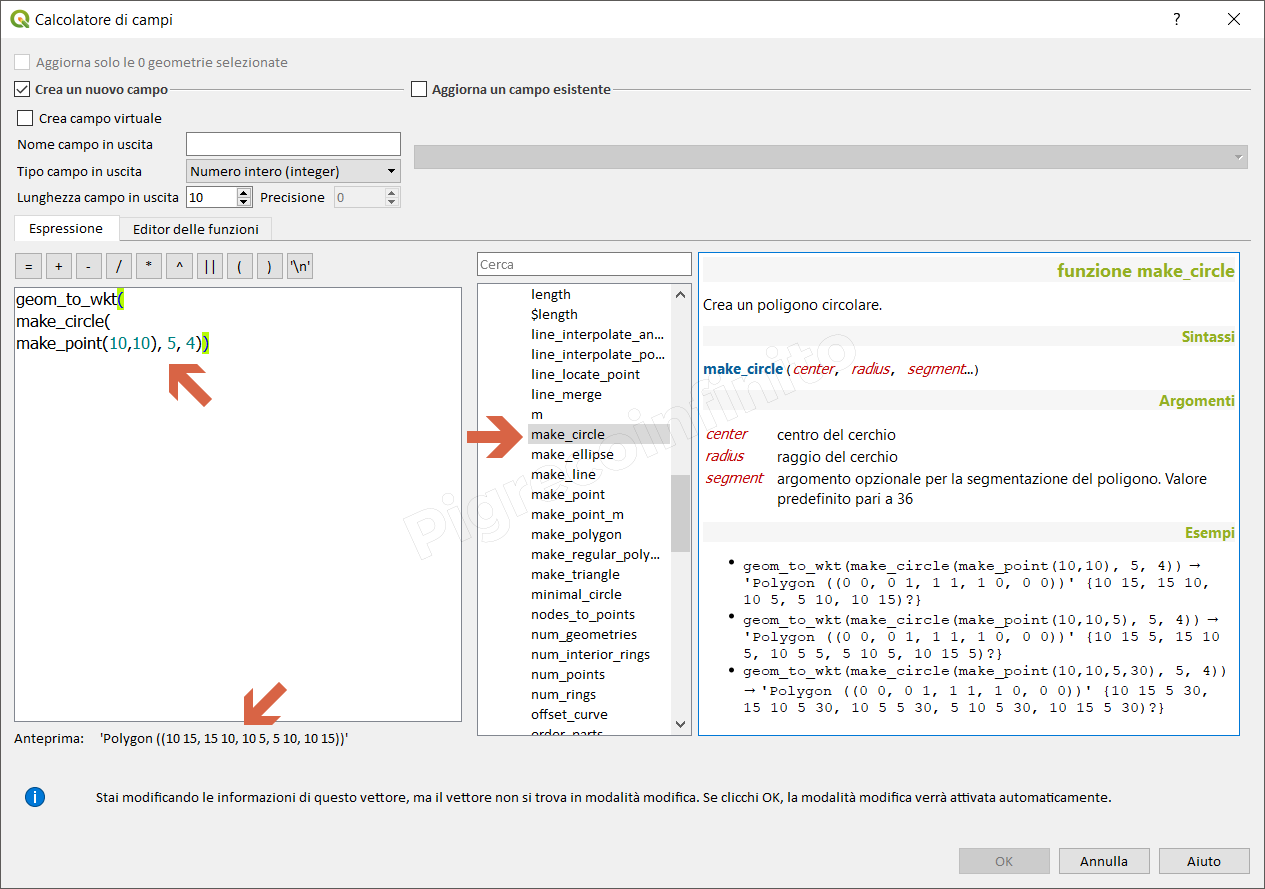 Calcolatore di campi
?
Aggiorna solo le 0 geometrie selezionate
Crea un nuovo campo
Aggiorna un campo esistente
Crea campo virtuale
Nome campo in uscita
Tipo campo in uscita Numero intero (integer)
Lunghezza campo in uscita 10 Precisione 0
Espressione Editor delle funzioni
= + - / * ^ || ( ) '\n'
geom_to_wkt(
make_circle(
make_point(10,10), 5, 4))
Anteprima: 'Polygon ((10 15, 15 10, 10 5, 5 10, 10 15))'
Cerca
length
$length
line_interpolate_an...
line_interpolate_po...
line_locate_point
line_merge
m
make_circle
make_ellipse
make_line
make_point
make_point_m
make_polygon
make_regular_poly...
make_triangle
minimal_circle
nodes_to_points
num_geometries
num_interior_rings
num_points
num_rings
offset_curve
order_parts
funzione make_circle
Crea un poligono circolare.
Sintassi
make_circle(center, radius, segment…)
Argomenti
center centro del cerchio
radius raggio del cerchio
segment argomento opzionale per la segmentazione del poligono. Valore
predefinito pari a 36
Esempi
• geom_to_wkt(make_circle(make_point(10,10), 5, 4)) →
'Polygon ((0 0, 0 1, 1 1, 1 0, 0 0))' {10 15, 15 10,
10 5, 5 10, 10 15)?}
• geom_to_wkt(make_circle(make_point(10,10,5), 5, 4)) →
'Polygon ((0 0, 0 1, 1 1, 1 0, 0 0))' {10 15 5, 15 10
5, 10 5 5, 5 10 5, 10 15 5)?}
• geom_to_wkt(make_circle(make_point(10,10,5,30), 5, 4))
→ 'Polygon ((0 0, 0 1, 1 1, 1 0, 0 0))' {10 15 5 30,
15 10 5 30, 10 5 5 30, 5 10 5 30, 10 15 5 30)?}
Pigrecoinfinito
Stai modificando le informazioni di questo vettore, ma il vettore non si trova in modalità modifica. Se clicchi OK, la modalità modifica verrà attivata automaticamente.
OK Annulla Aiuto